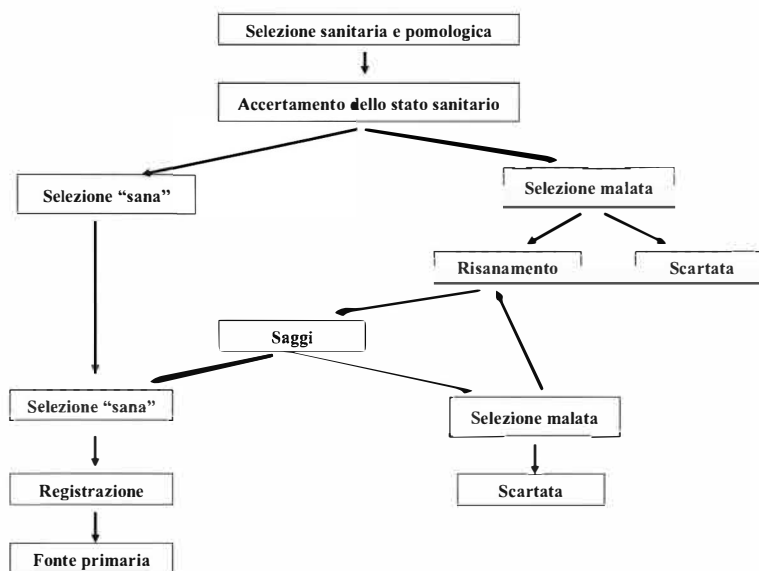 Selezione sanitaria e pomologica
Accertamento dello stato sanitario
Selezione “sana”
Selezione malata
Risanamento
Scartata
Saggi
Selezione “sana”
Selezione malata
Registrazione
Scartata
Fonte primaria